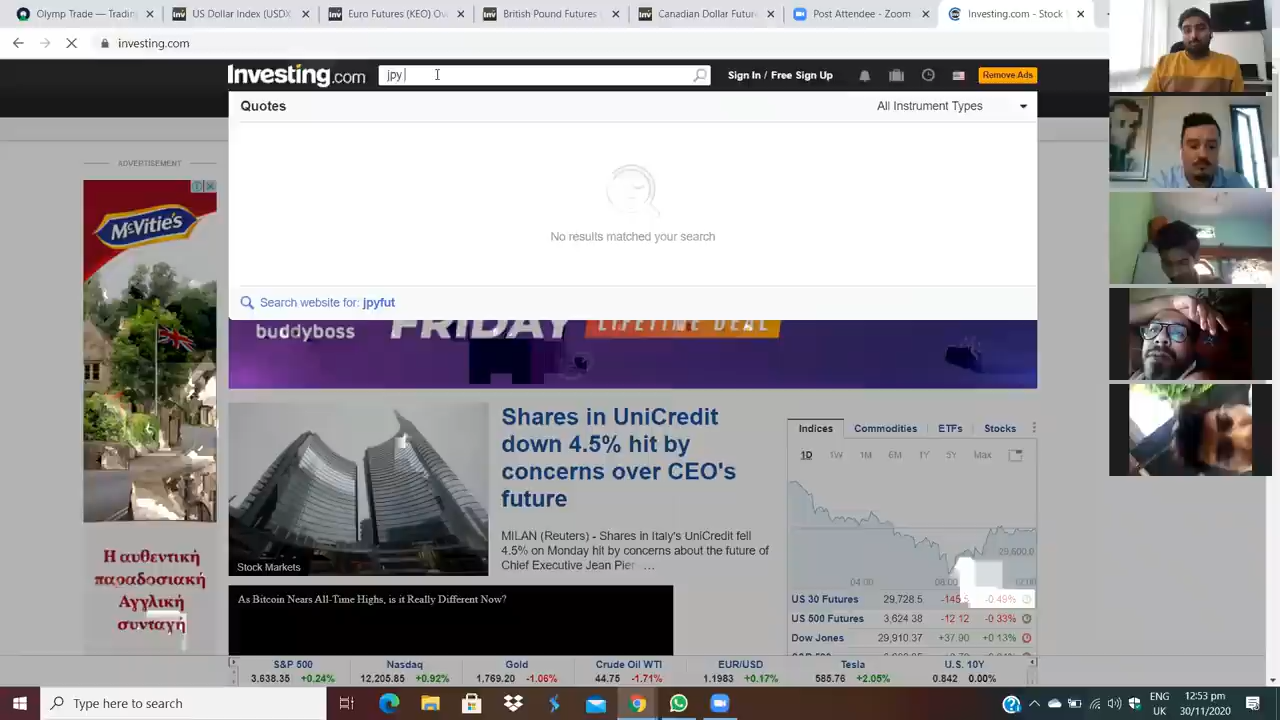 Olymp Trade — Tradin
US Dollar Index (USDX
Euro Futures (KEO) Ov
British Pound Futures
Canadian Dollar Future
Post Attendee - Zoom
Investing.com - Stock
investing.com
Investing.com
jpy
Sign In / Free Sign Up
Remove Ads
Quotes
All Instrument Types
No results matched your search
Search website for: jpyfut
ADVERTISEMENT
McVitie's
Η αυθεντική
παραδοσιακή
Αγγλική
συνταγή
buddyboss
FRIDAY
LIFETIME DEAL
Shares in UniCredit
down 4.5% hit by
concerns over CEO's
future
MILAN (Reuters) - Shares in Italy's UniCredit fell
4.5% on Monday hit by concerns about the future of
Chief Executive Jean Pier ...
Stock Markets
As Bitcoin Nears All-Time Highs, is it Really Different Now?
Indices Commodities ETFs Stocks
1D 1W 1M 6M 1Y 5Y Max
29,600.0
04:00
US 30 Futures 29,728.5 -145.5 -0.49%
US 500 Futures 3,624.38 -12.12 -0.33%
Dow Jones 29,910.37 +37.90 +0.13%
S&P 500 Nasdaq Gold Crude Oil WTI EUR/USD Tesla U.S. 10Y
3,638.35 +0.24% 12,205.85 +0.92% 1,769.20 -1.06% 44.75 -1.71% 1.1983 +0.17% 585.76 +2.05% 0.842 0.00%
Type here to search
ENG
UK
12:53 pm
30/11/2020